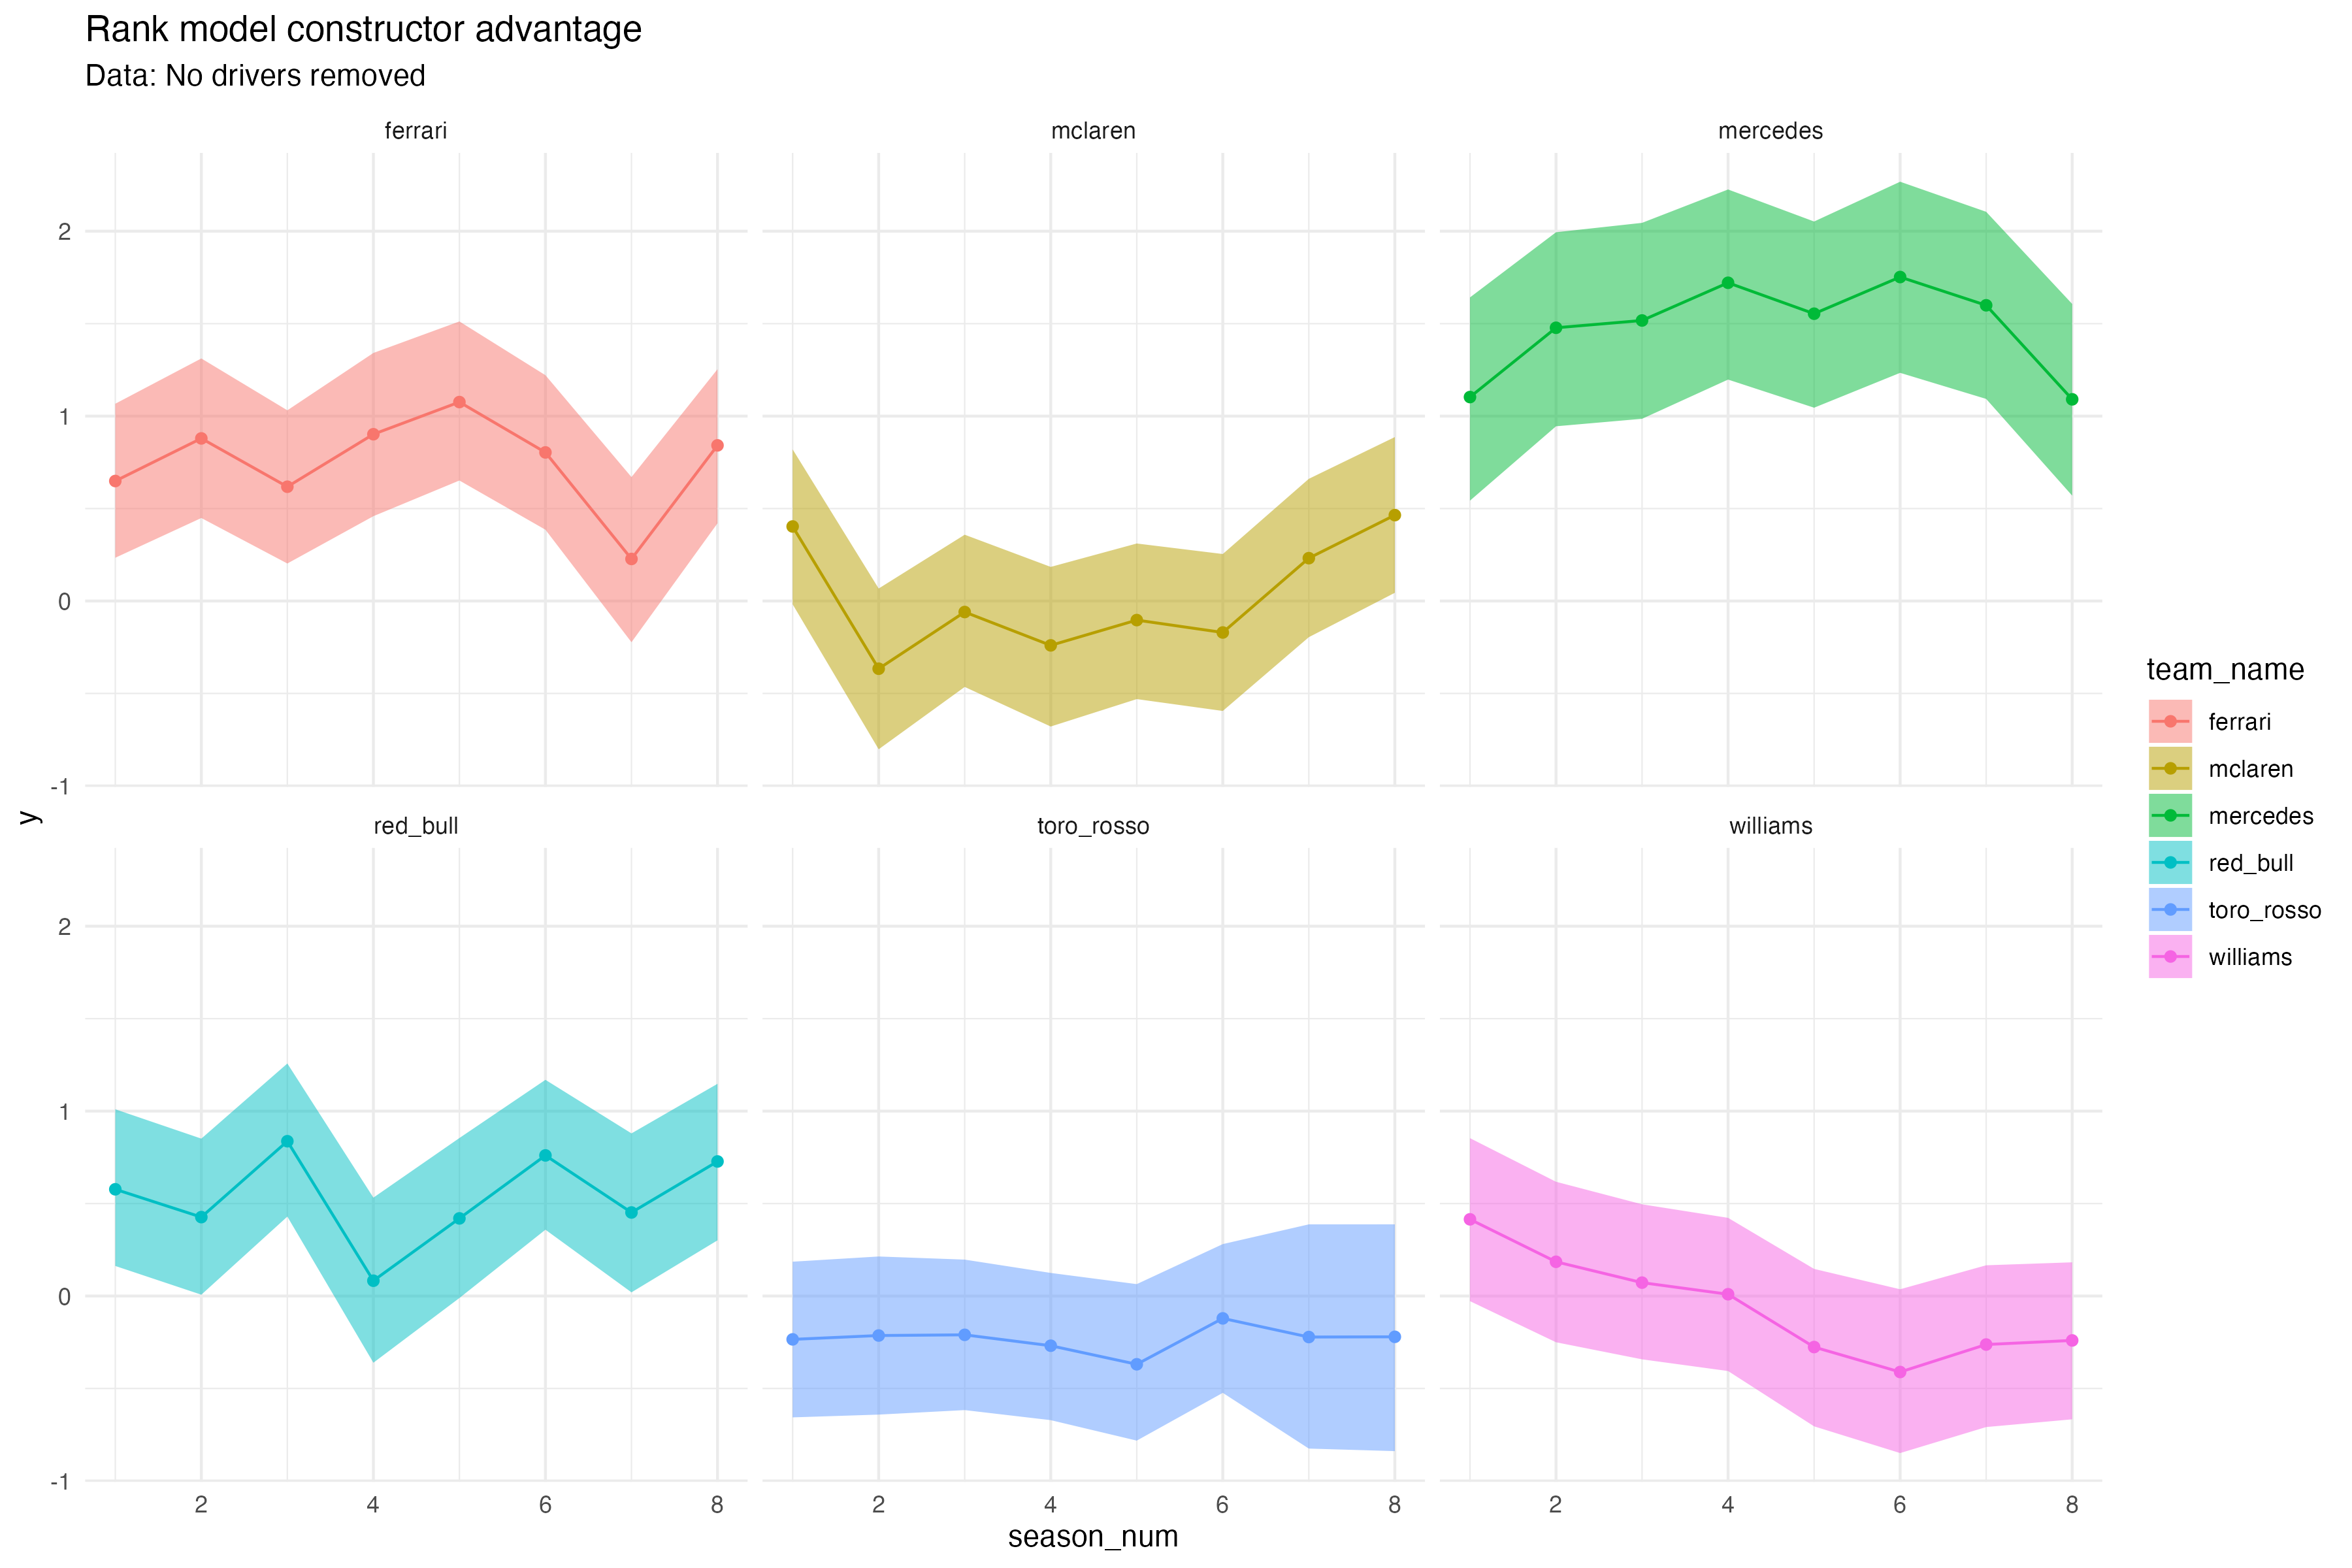 Rank model constructor advantage
Data: No drivers removed
ferrari
mclaren
mercedes
2
1
0
-1
y
red_bull
toro_rosso
williams
2
1
0
-1
2
4
6
8
2
4
6
8
2
4
6
8
season_num
team_name
ferrari
mclaren
mercedes
red_bull
toro_rosso
williams